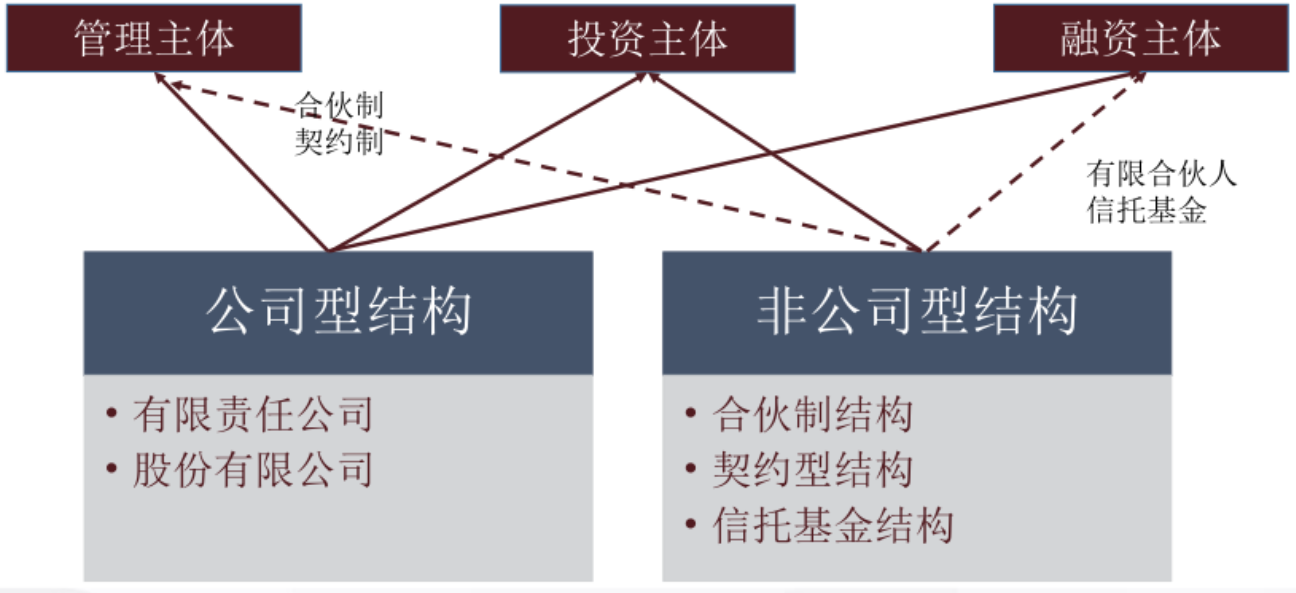 管理主体
投资主体
融资主体
合伙制
契约制
有限合伙人
信托基金
公司型结构
• 有限责任公司
• 股份有限公司
非公司型结构
• 合伙制结构
• 契约型结构
• 信托基金结构